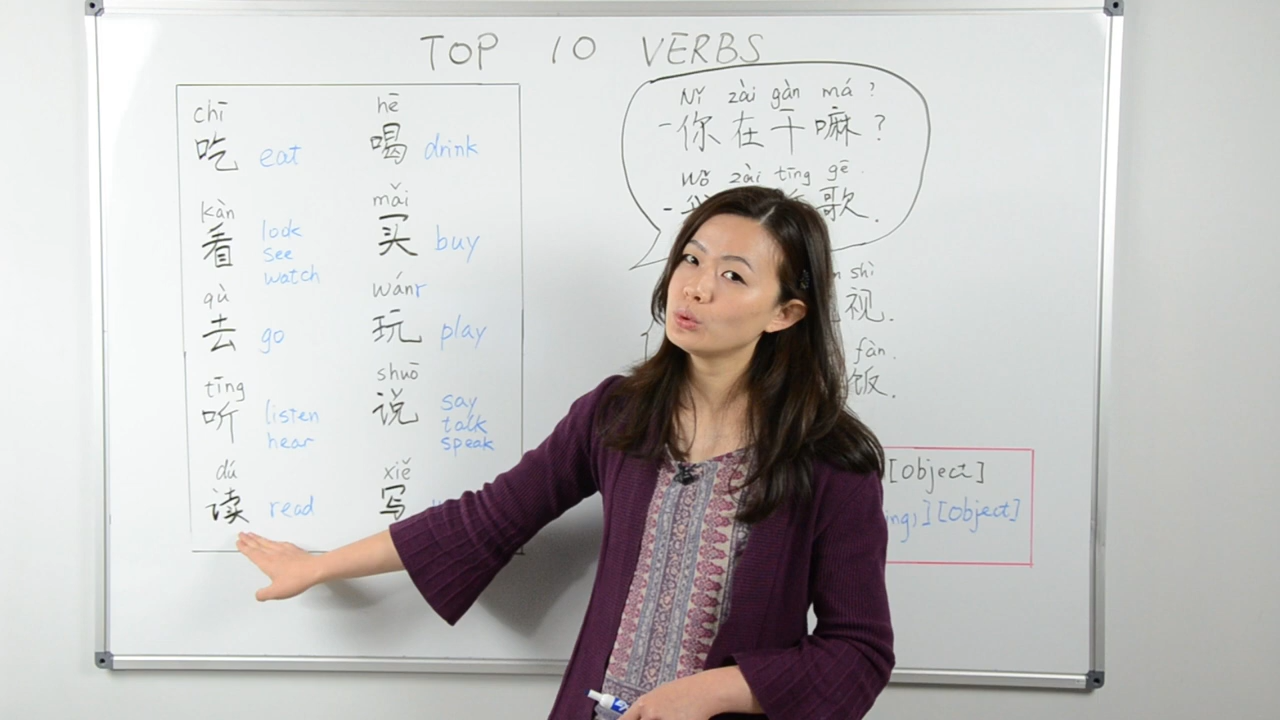 TOP 10 VERBS
chī
吃 eat
hē
喝 drink
kàn
看 look
see
watch
mǎi
买 buy
qù
去 go
wánr
玩 play
tīng
听 listen
hear
shuō
说 say
talk
speak
dú
读 read
xiě
写
Nǐ zài gàn má ?
- 你在干嘛?
Wǒ zài tīng gē.
- 歌.
shì
视.
fàn.
饭.
[object]
ing)] [object]